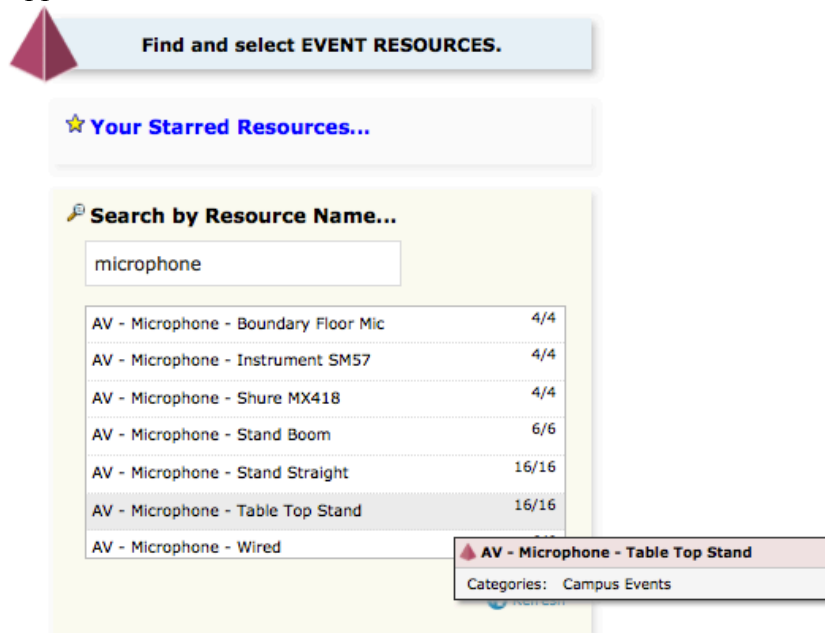 Find and select EVENT RESOURCES.
Your Starred Resources...
Search by Resource Name...
microphone
AV - Microphone - Boundary Floor Mic 4/4
AV - Microphone - Instrument SM57 4/4
AV - Microphone - Shure MX418 4/4
AV - Microphone - Stand Boom 6/6
AV - Microphone - Stand Straight 16/16
AV - Microphone - Table Top Stand 16/16
AV - Microphone - Wired
AV - Microphone - Table Top Stand
Categories: Campus Events
Refresh